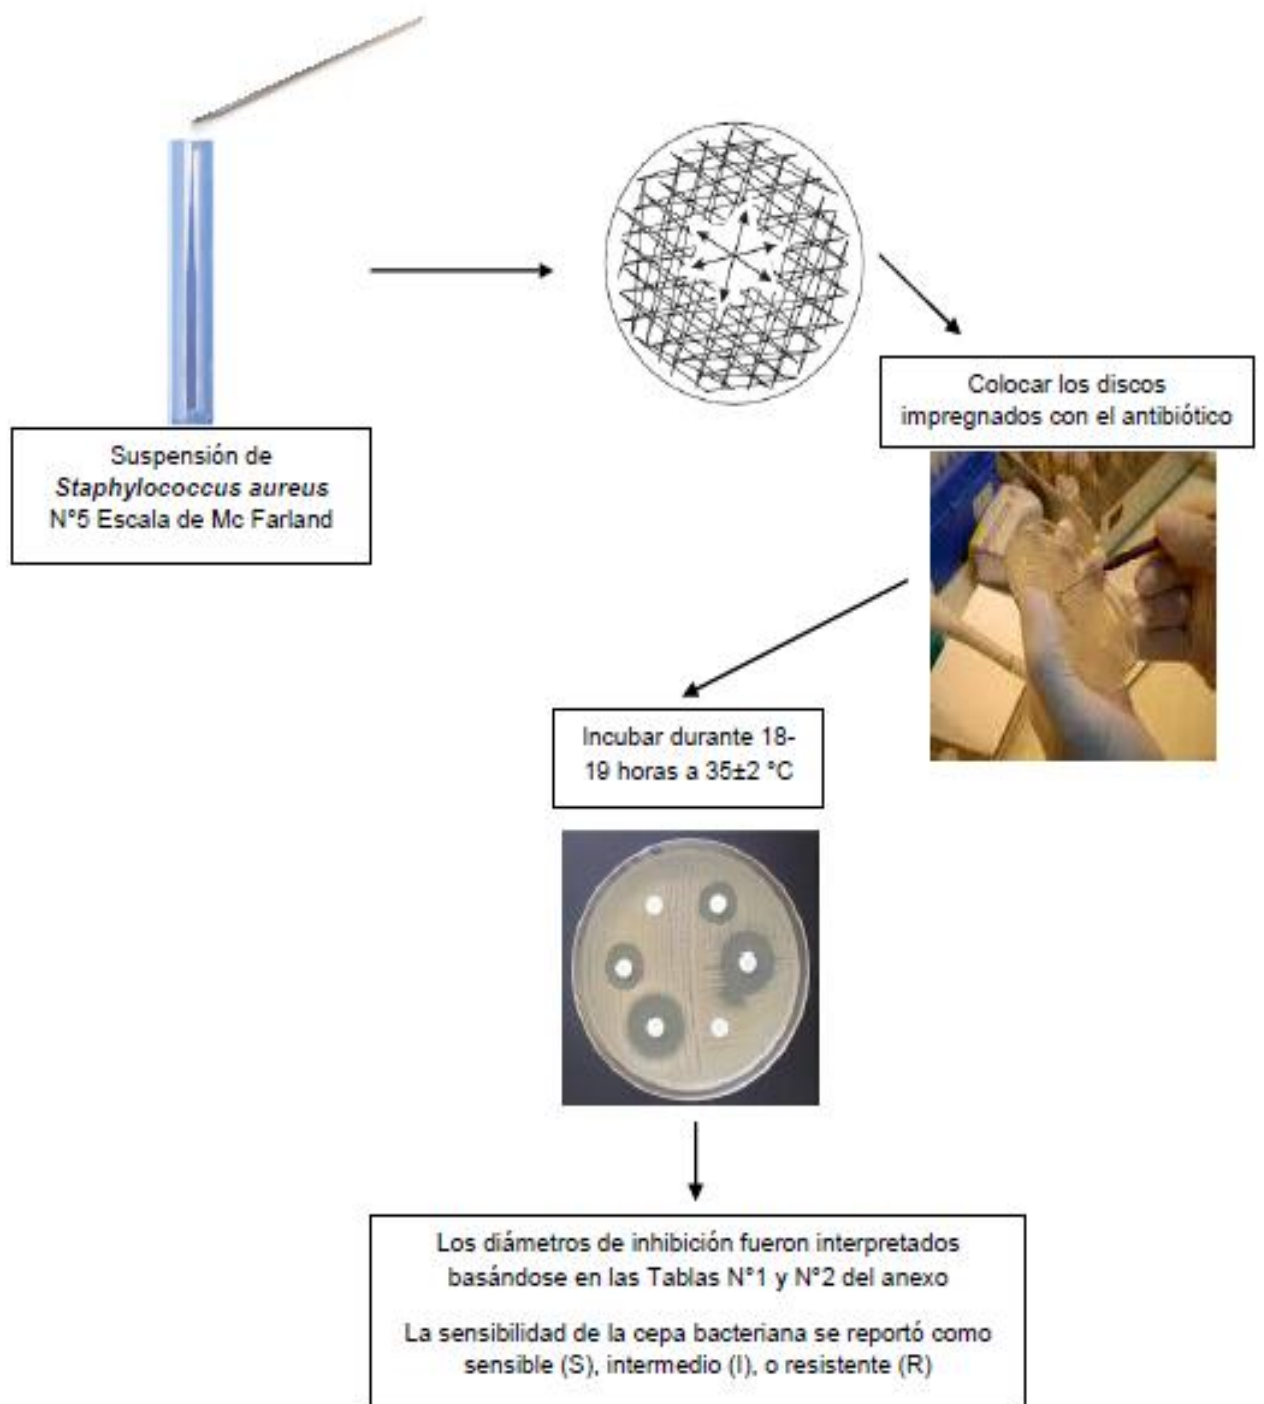 Suspensión de
Staphylococcus aureus
N°5 Escala de Mc Farland
Colocar los discos
impregnados con el antibiótico
Incubar durante 18-
19 horas a 35±2 °C
Los diámetros de inhibición fueron interpretados
basándose en las Tablas N°1 y N°2 del anexo
La sensibilidad de la cepa bacteriana se reportó como
sensible (S), intermedio (I), o resistente (R)